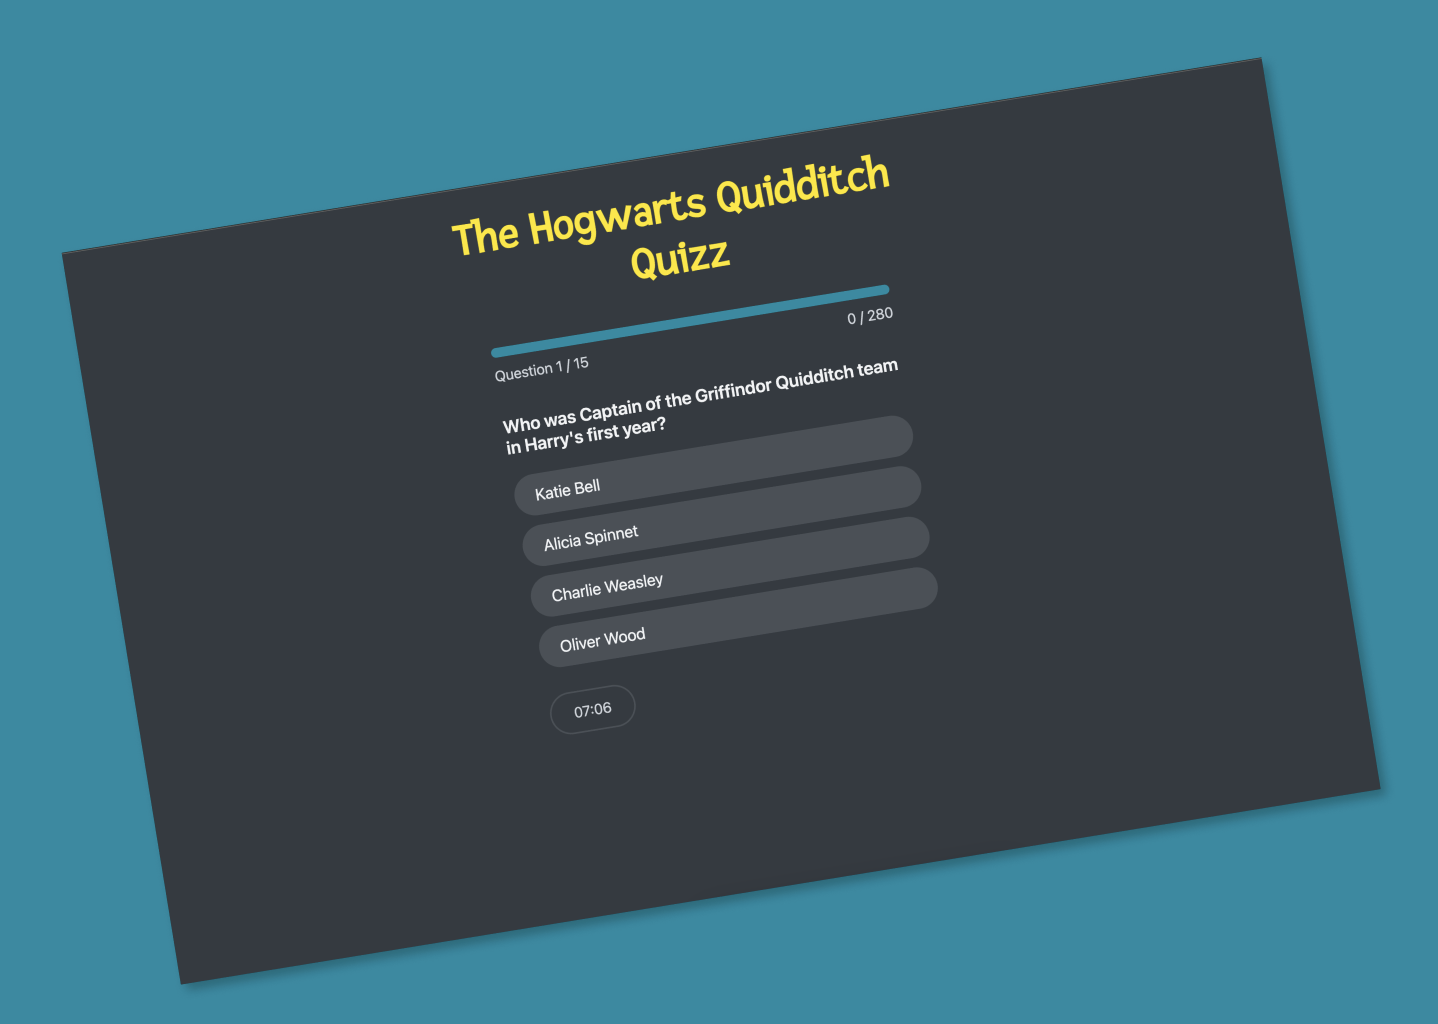 The Hogwarts Quidditch
Quizz
Question 1 / 15
0 / 280
Who was Captain of the Griffindor Quidditch team
in Harry's first year?
Katie Bell
Alicia Spinnet
Charlie Weasley
Oliver Wood
07:06